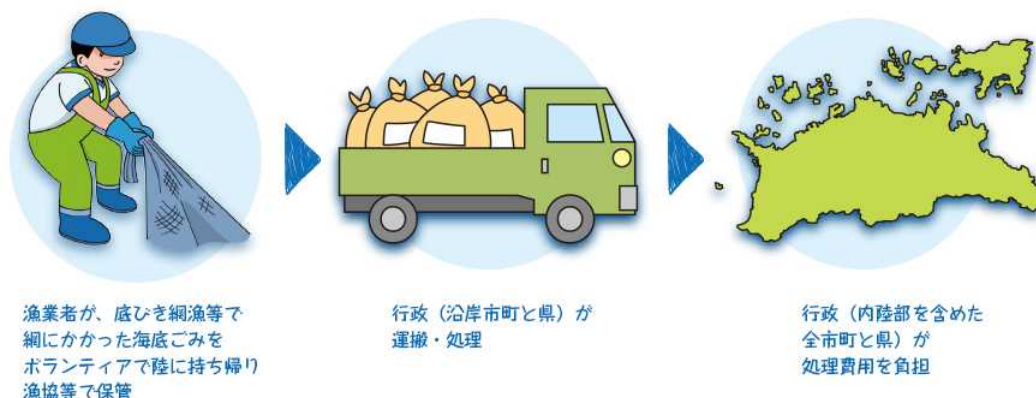 漁業者が、底びき網漁等で
網にかかった海底ごみを
ボランティアで陸に持ち帰り
漁協等で保管
行政（沿岸市町と県）が
運搬・処理
行政（内陸部を含めた
全市町と県）が
処理費用を負担